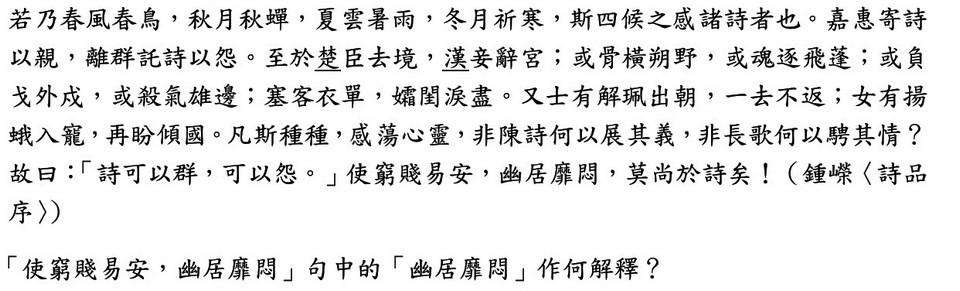 若乃春風春鳥，秋月秋蟬，夏雲暑雨，冬月祈寒，斯四候之感諸詩者也。嘉惠寄詩
以親，離群託詩以怨。至於楚臣去境，漢妾辭宮；或骨橫朔野，或魂逐飛蓬；或負
戈外戍，或殺氣雄邊；塞客衣單，孀閨淚盡。又士有解珮出朝，一去不返；女有揚
蛾入寵，再盼傾國。凡斯種種，感蕩心靈，非陳詩何以展其義，非長歌何以騁其情？
故曰：「詩可以群，可以怨。」使窮賤易安，幽居靡悶，莫尚於詩矣！（鍾嶸〈詩品
序〉）
「使窮賤易安，幽居靡悶」句中的「幽居靡悶」作何解釋？